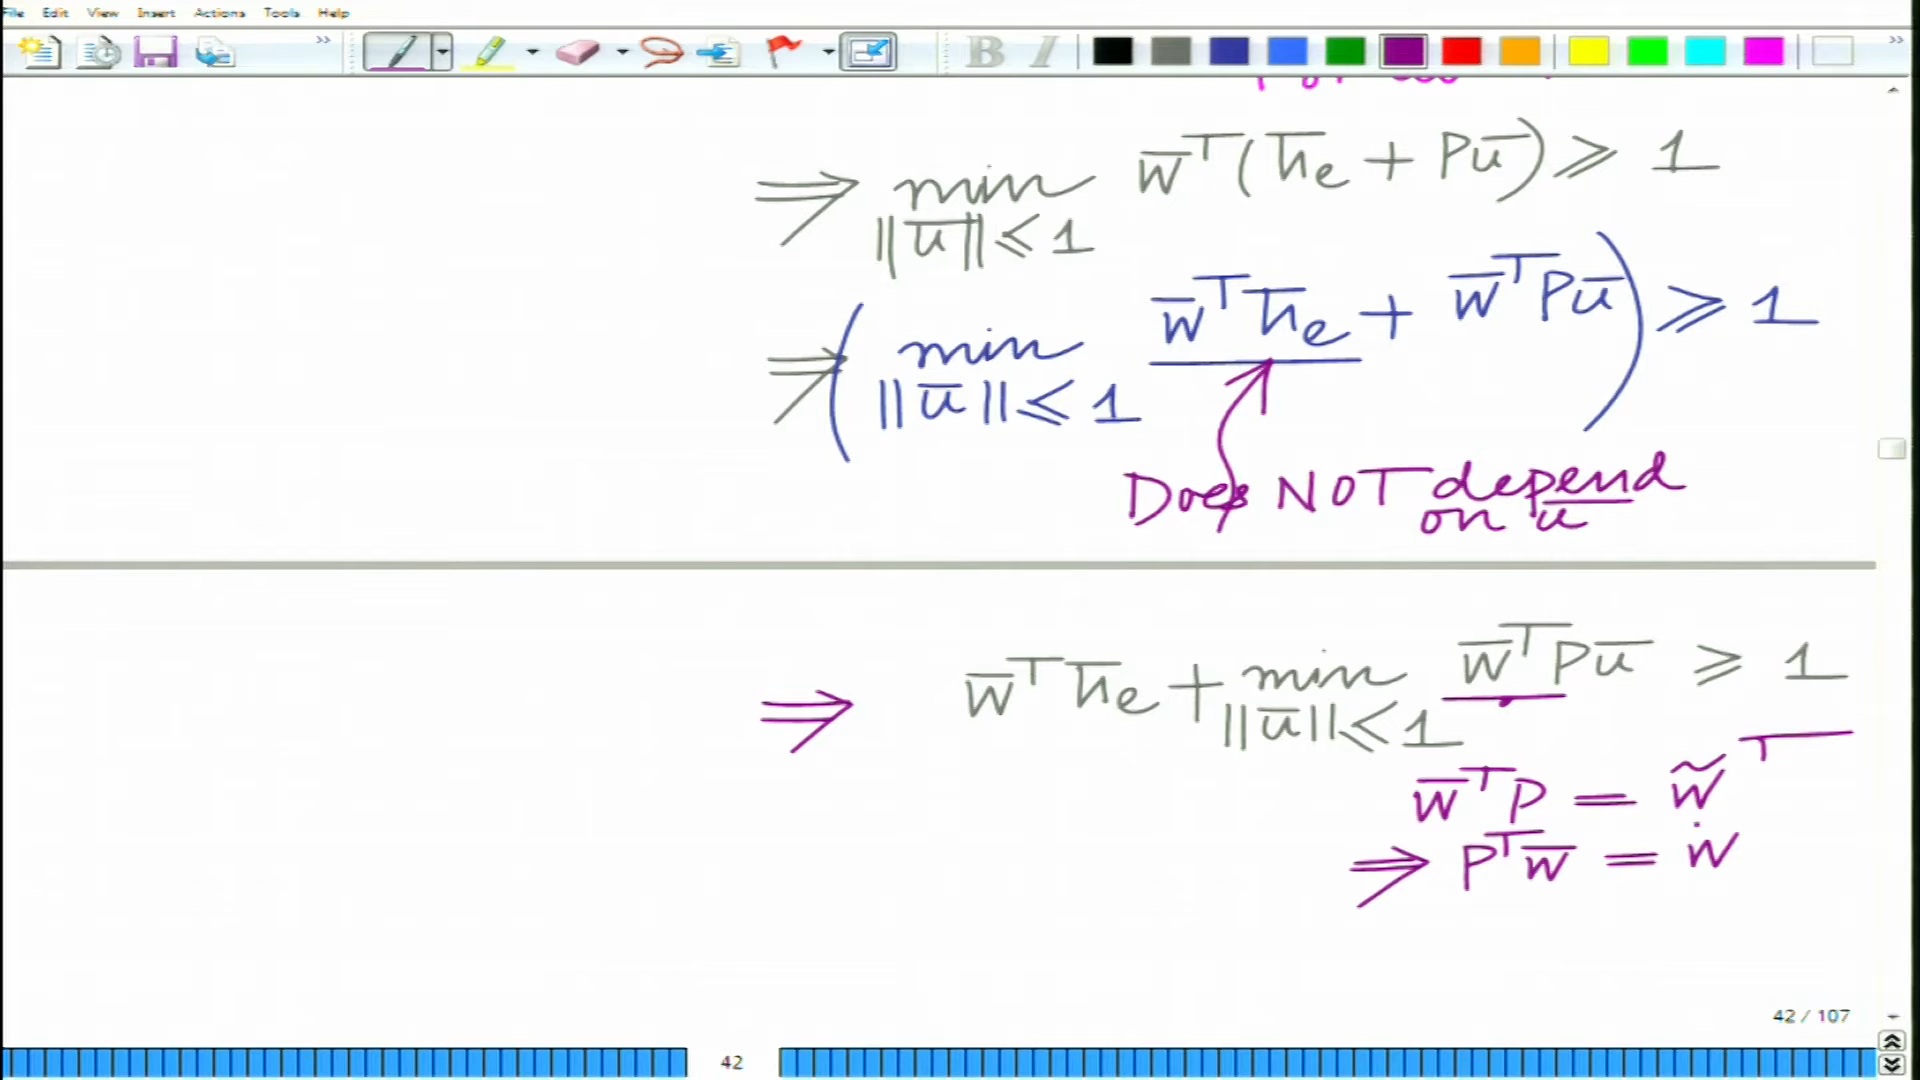 File Edit View Insert Actions Tools Help
B I
⇒ min w̄ᵀ(h̄e + Pū) ⩾ 1
||ū|| ⩽ 1
⇒ ( min w̄ᵀh̄e + w̄ᵀPū ) ⩾ 1
||ū|| ⩽ 1
Does NOT depend
on ū
⇒ w̄ᵀh̄e + min w̄ᵀPū ⩾ 1
||ū|| ⩽ 1
w̄ᵀP = w̃ᵀ
⇒ Pᵀw̄ = ẇ
42 / 107
42